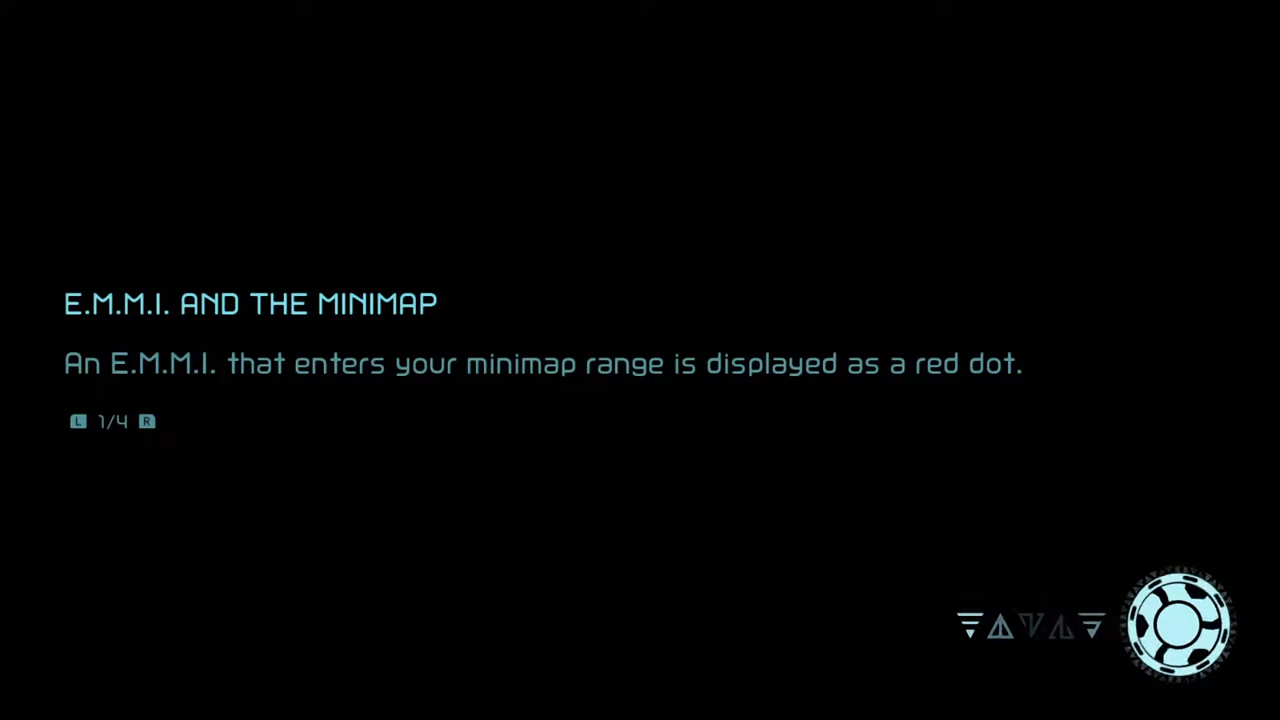 E.M.M.I. AND THE MINIMAP
An E.M.M.I. that enters your minimap range is displayed as a red dot.
L 1/4 R